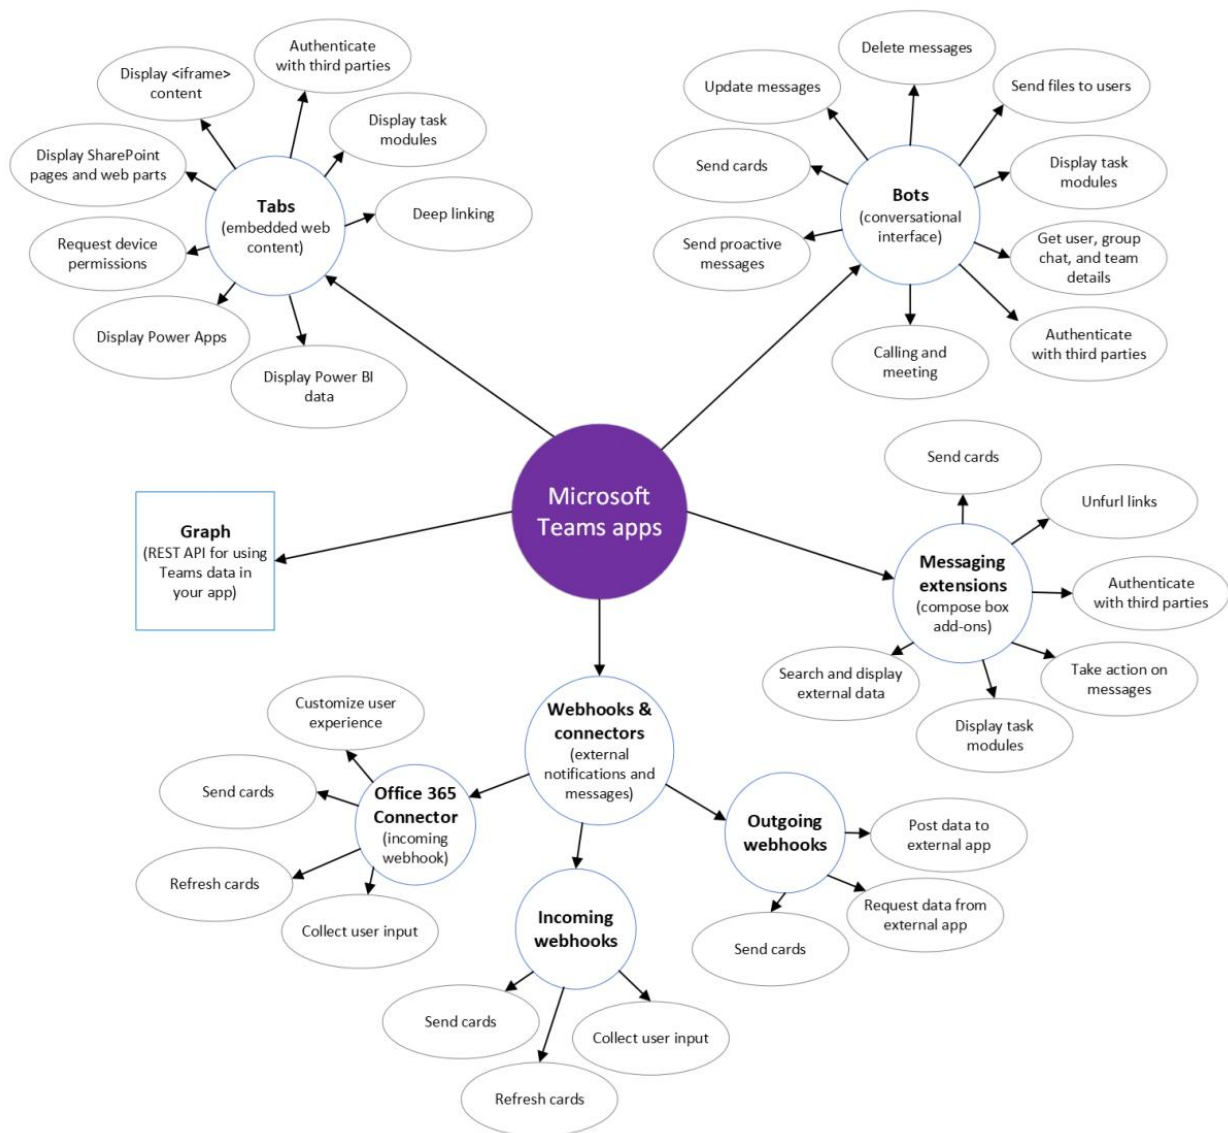 Authenticate
with third parties
Display <iframe>
content
Display task
modules
Display SharePoint
pages and web parts
Tabs
(embedded web
content)
Deep linking
Request device
permissions
Display Power Apps
Display Power BI
data
Delete messages
Update messages
Send files to users
Send cards
Display task
modules
Bots
(conversational
interface)
Send proactive
messages
Get user, group
chat, and team
details
Authenticate
with third parties
Calling and
meeting
Microsoft
Teams apps
Graph
(REST API for using
Teams data in
your app)
Send cards
Unfurl links
Messaging
extensions
(compose box
add-ons)
Authenticate
with third parties
Search and display
external data
Take action on
messages
Display task
modules
Webhooks &
connectors
(external
notifications and
messages)
Customize user
experience
Send cards
Office 365
Connector
(incoming
webhook)
Refresh cards
Collect user input
Outgoing
webhooks
Post data to
external app
Request data from
external app
Send cards
Incoming
webhooks
Send cards
Collect user input
Refresh cards